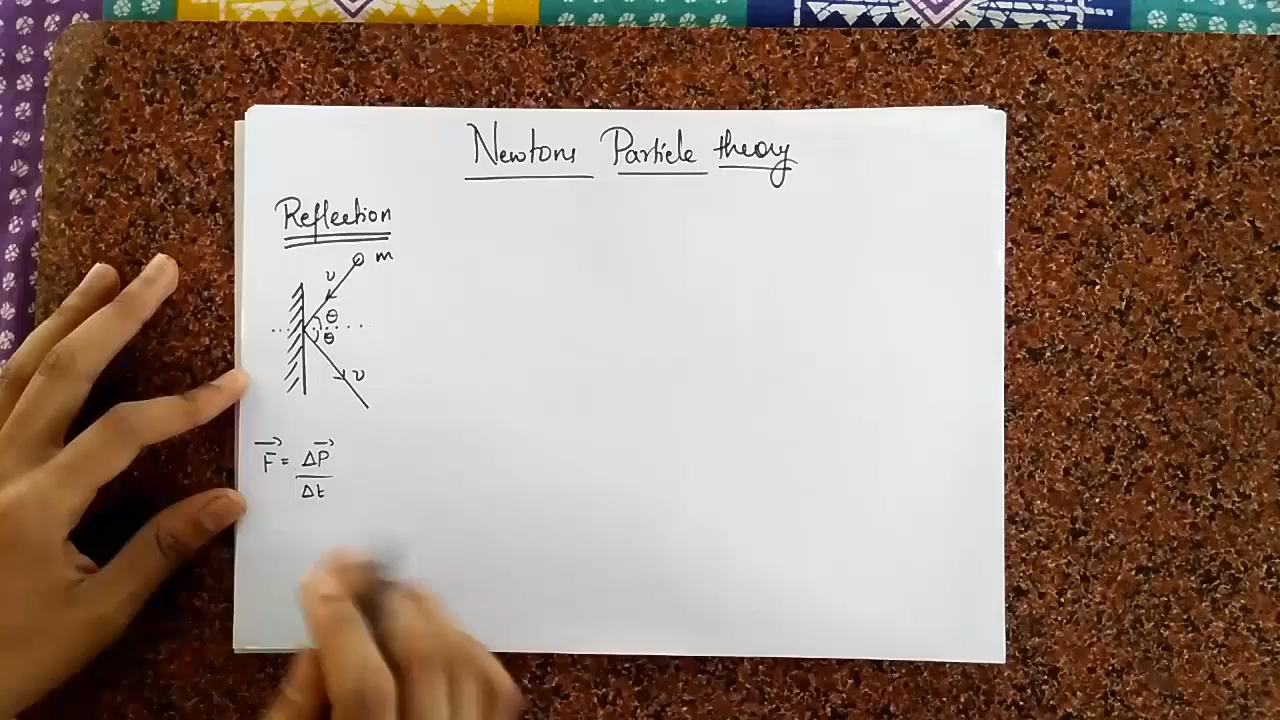 Newtons Particle theory
Reflection
m
v
θ
θ
v
F⃗ = ΔP⃗
Δt